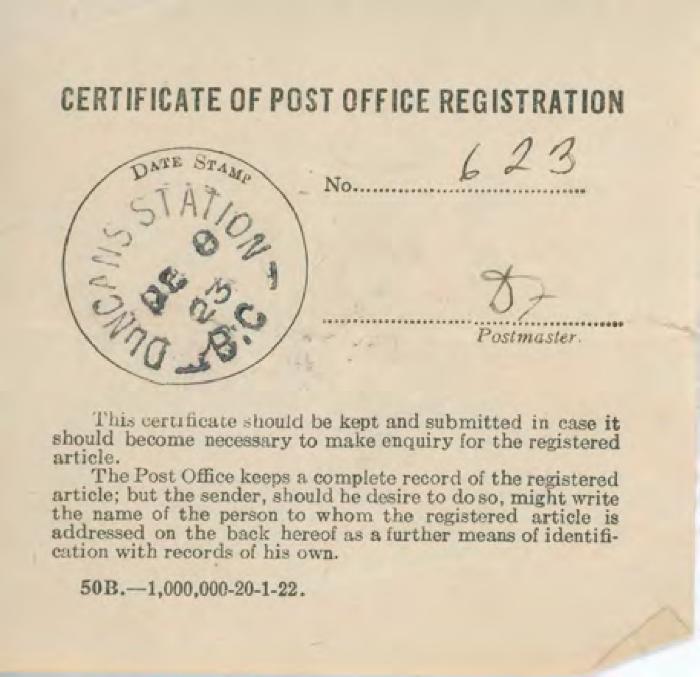 CERTIFICATE OF POST OFFICE REGISTRATION
DATE STAMP
DUNCANS STATION
DE
23
B.C
No. 623
Postmaster.
This certificate should be kept and submitted in case it
should become necessary to make enquiry for the registered
article.
The Post Office keeps a complete record of the registered
article; but the sender, should he desire to do so, might write
the name of the person to whom the registered article is
addressed on the back hereof as a further means of identifi-
cation with records of his own.
50B.—1,000,000-20-1-22.